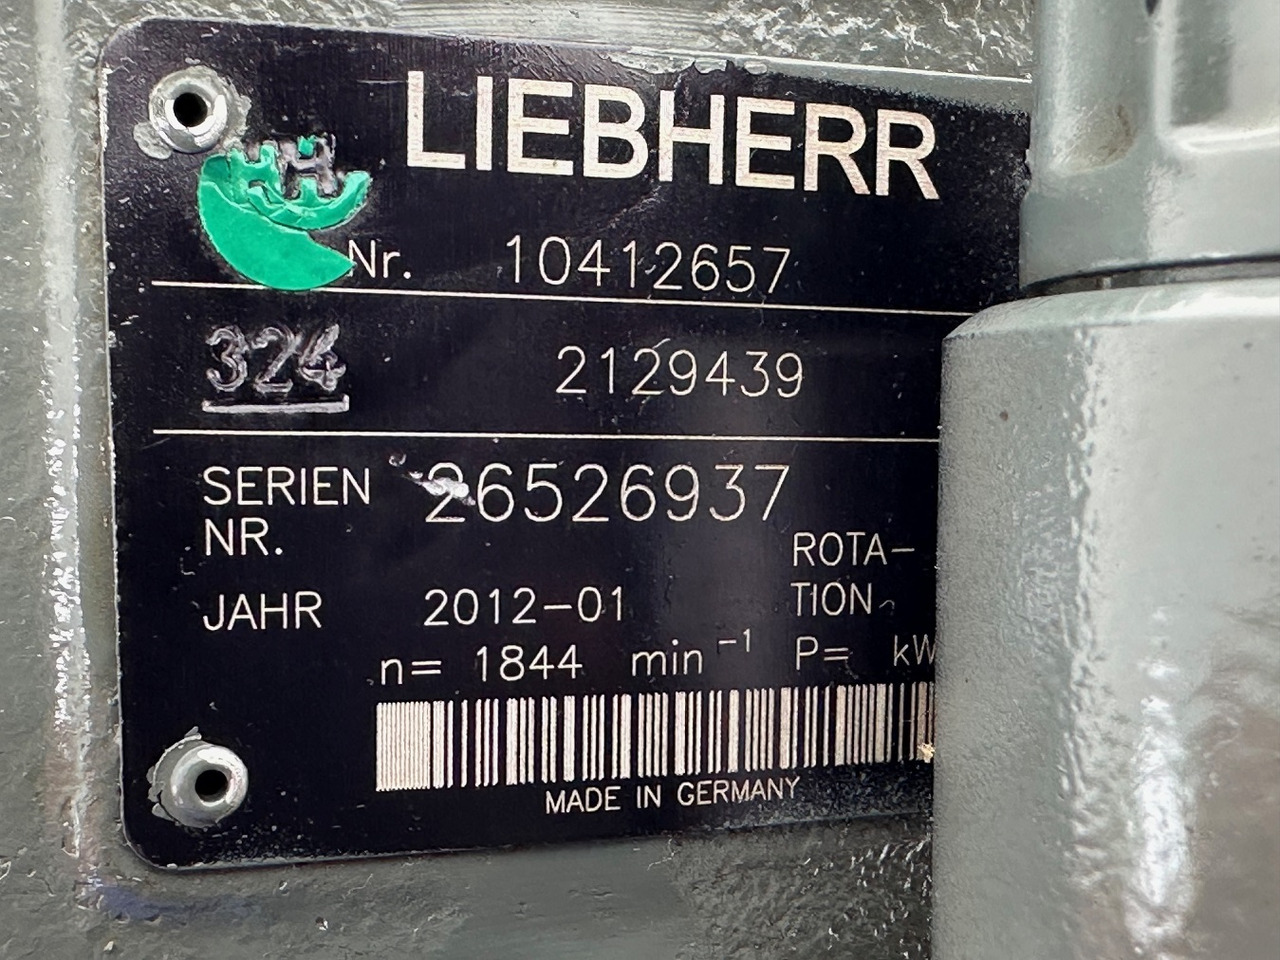 LIEBHERR
HH
Nr. 10412657
324 2129439
SERIEN NR. 26526937
JAHR 2012-01
ROTA-
TION
n= 1844 min⁻¹ P= kW
MADE IN GERMANY